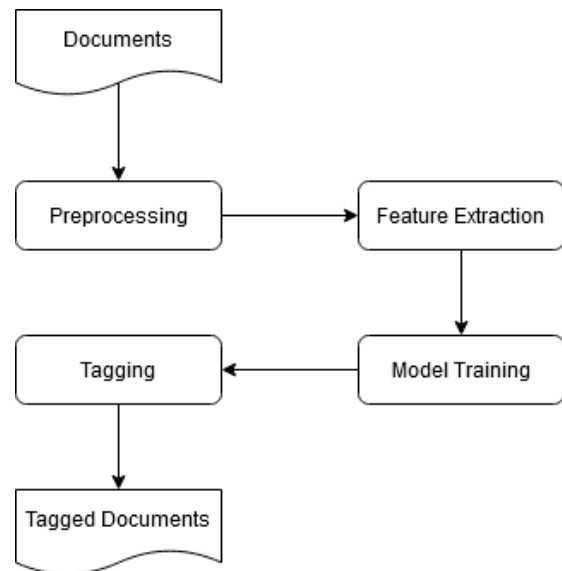 Documents
Preprocessing
Feature Extraction
Model Training
Tagging
Tagged Documents